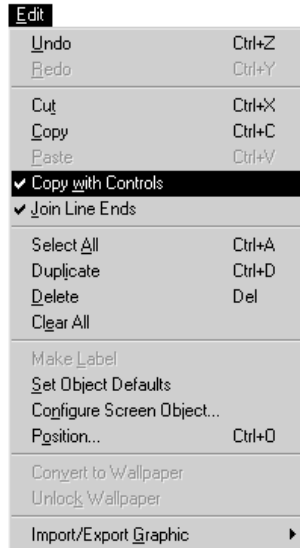 Edit
Undo Ctrl+Z
Redo Ctrl+Y
Cut Ctrl+X
Copy Ctrl+C
Paste Ctrl+V
Copy with Controls
Join Line Ends
Select All Ctrl+A
Duplicate Ctrl+D
Delete Del
Clear All
Make Label
Set Object Defaults
Configure Screen Object...
Position... Ctrl+O
Convert to Wallpaper
Unlock Wallpaper
Import/Export Graphic